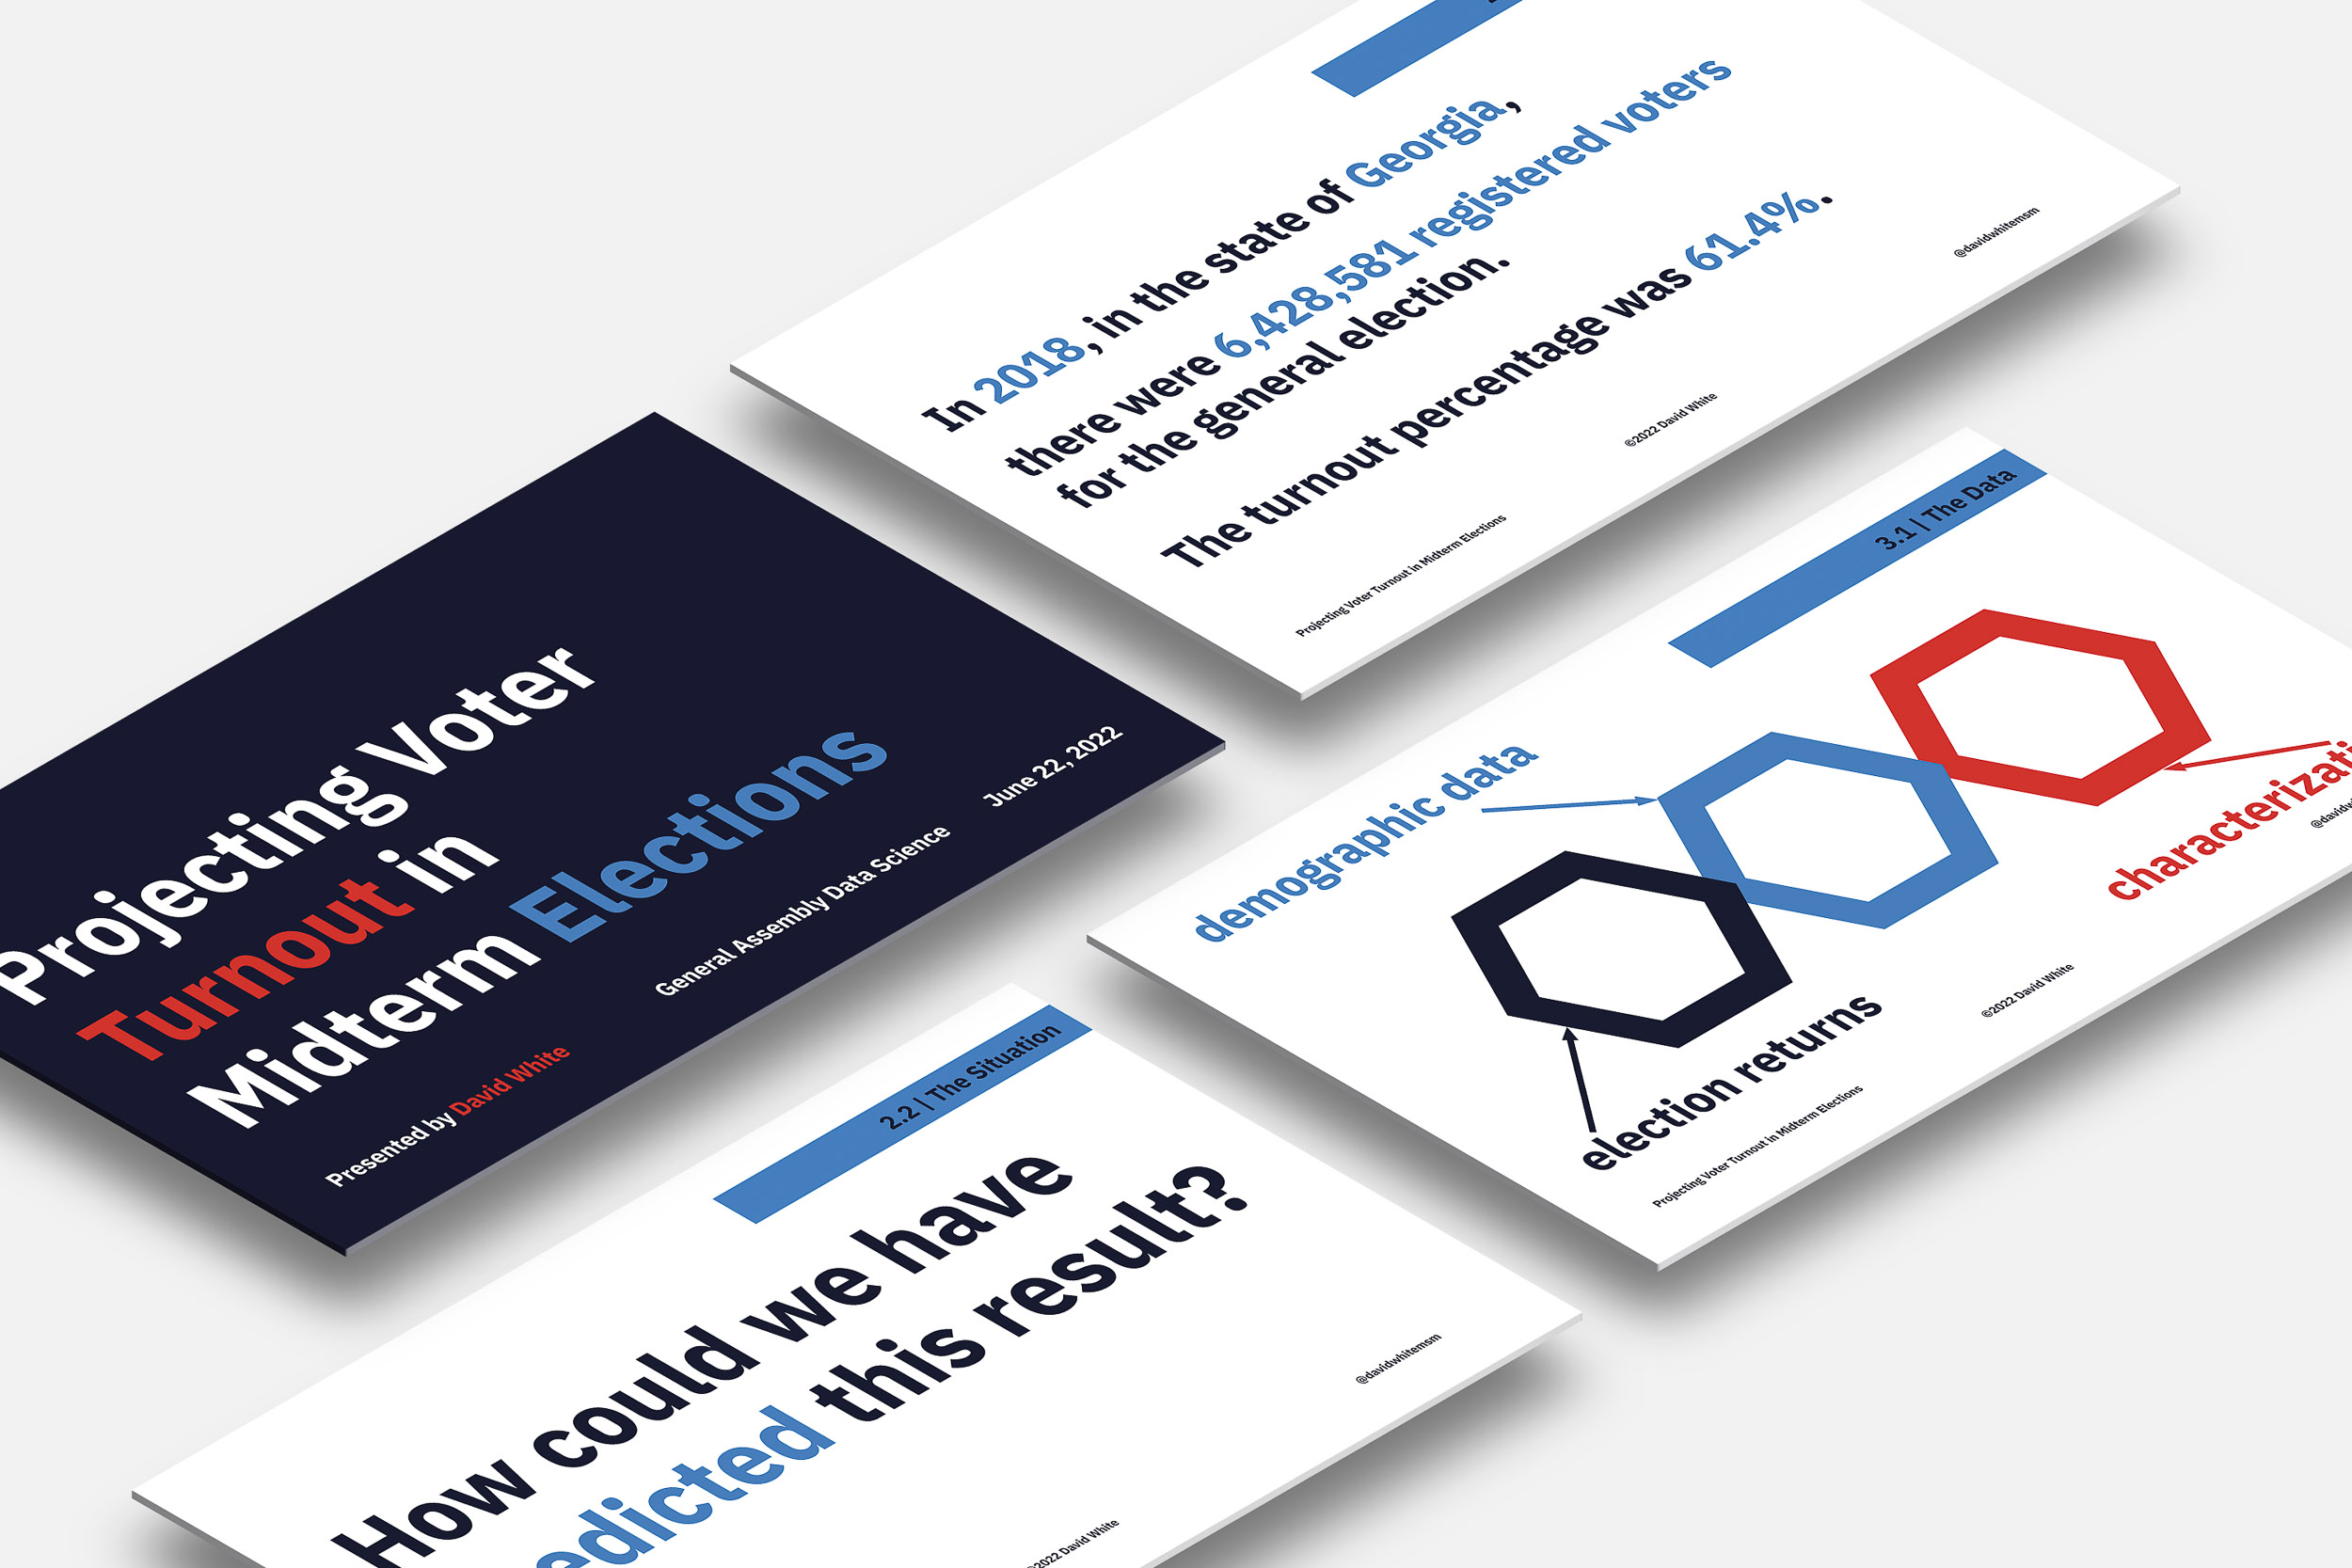 Projecting Voter
Turnout in
Midterm Elections
Presented by David White
General Assembly Data Science
June 22, 2022
In 2018, in the state of Georgia,
there were 6,428,581 registered voters
for the general election.
The turnout percentage was 61.4%.
Projecting Voter Turnout in Midterm Elections
©2022 David White
@davidwhitemsm
2.2 | The Situation
How could we have
this result?
©2022 David White
@davidwhitemsm
3.1 | The Data
demographic data
election returns
Projecting Voter Turnout in Midterm Elections
©2022 David White